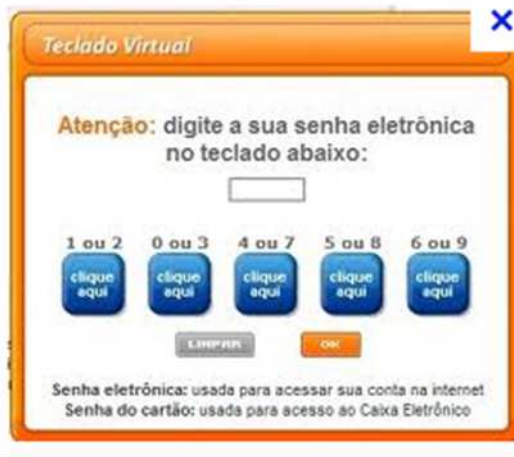 Teclado Virtual
Atenção: digite a sua senha eletrônica
no teclado abaixo:
1 ou 2 0 ou 3 4 ou 7 5 ou 8 6 ou 9
clique clique clique clique clique
aqui aqui aqui aqui aqui
LIMPAR OK
Senha eletrônica: usada para acessar sua conta na internet
Senha do cartão: usada para acesso ao Caixa Eletrônico